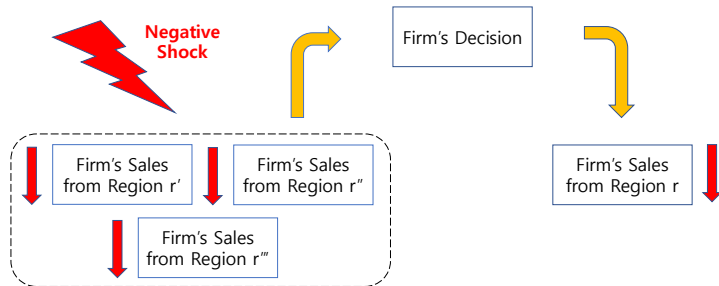 Negative
Shock
Firm's Decision
Firm's Sales
from Region r'
Firm's Sales
from Region r"
Firm's Sales
from Region r"'
Firm's Sales
from Region r